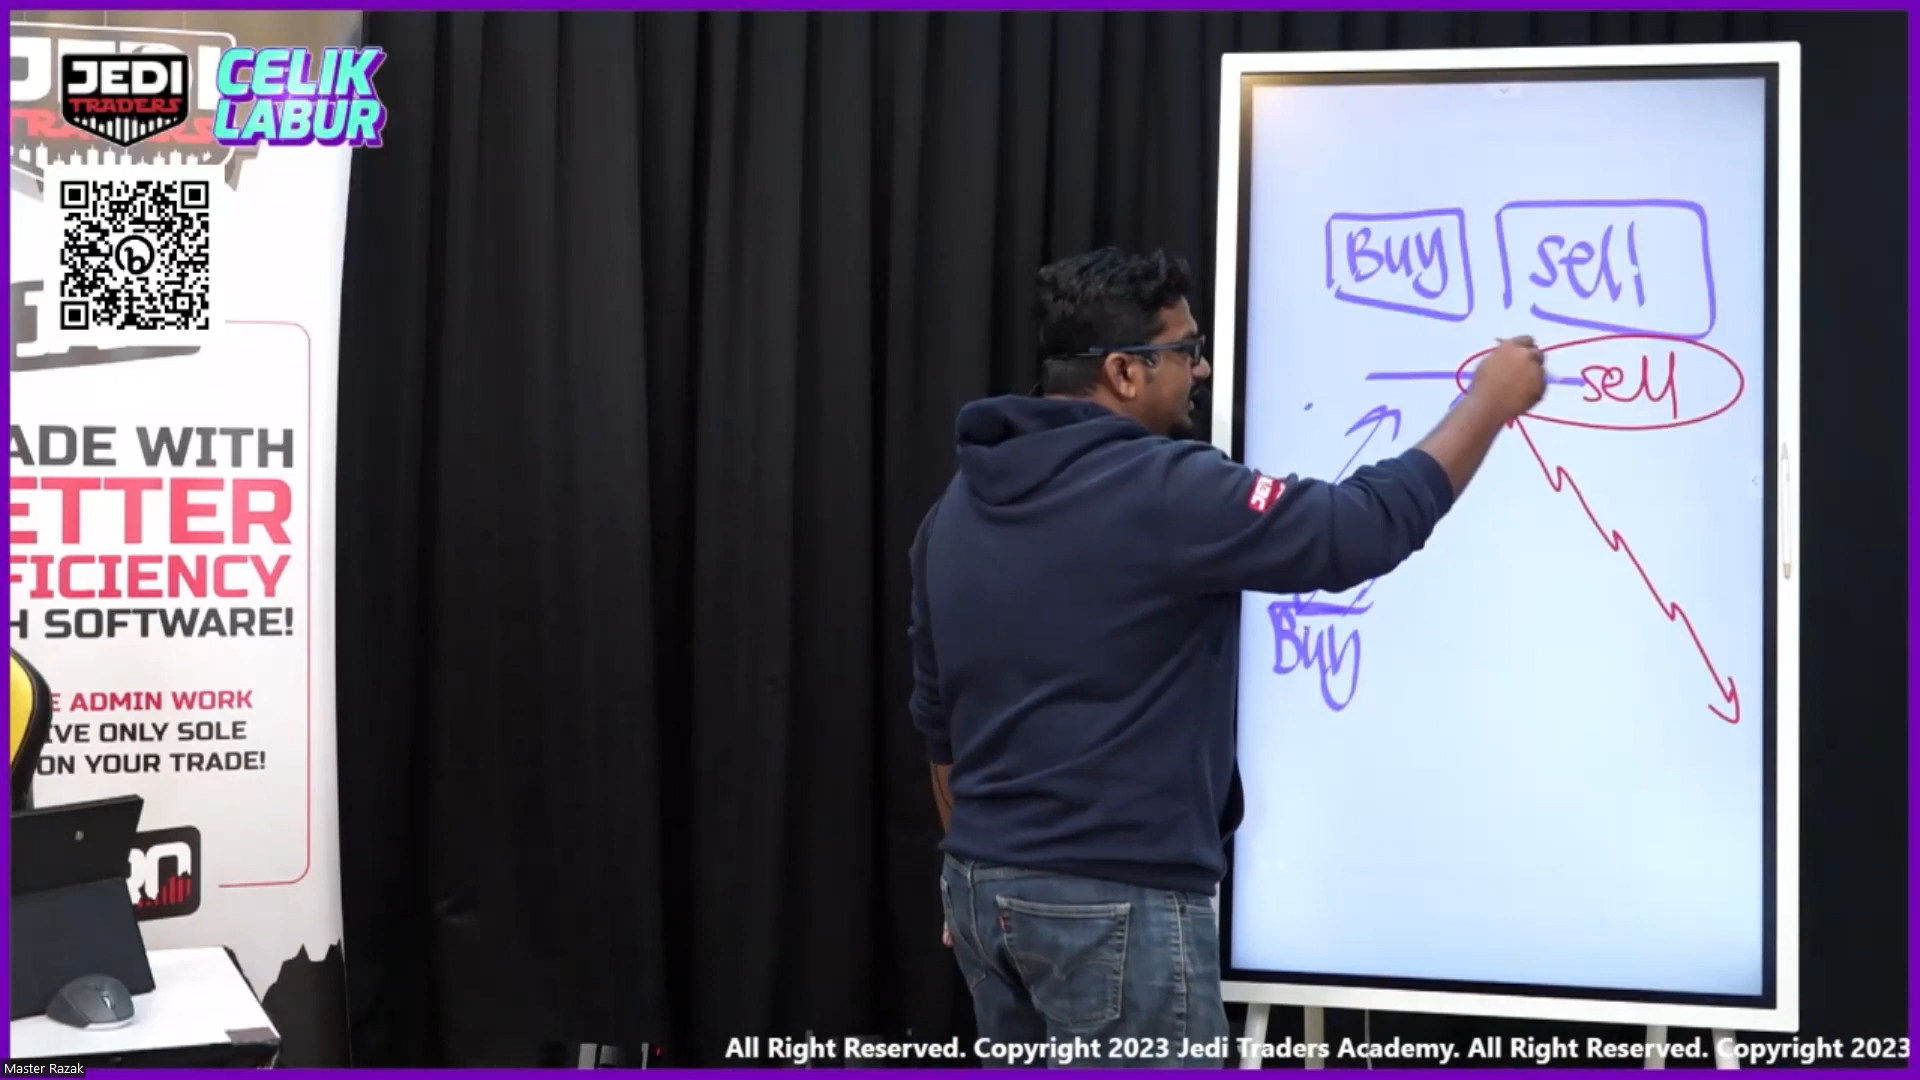 JEDI
TRADERS
CELIK
LABUR
ADE WITH
ETTER
FICIENCY
H SOFTWARE!
E ADMIN WORK
IVE ONLY SOLE
ON YOUR TRADE!
Buy
sell
sell
Buy
All Right Reserved. Copyright 2023 Jedi Traders Academy. All Right Reserved. Copyright 2023
Master Razak